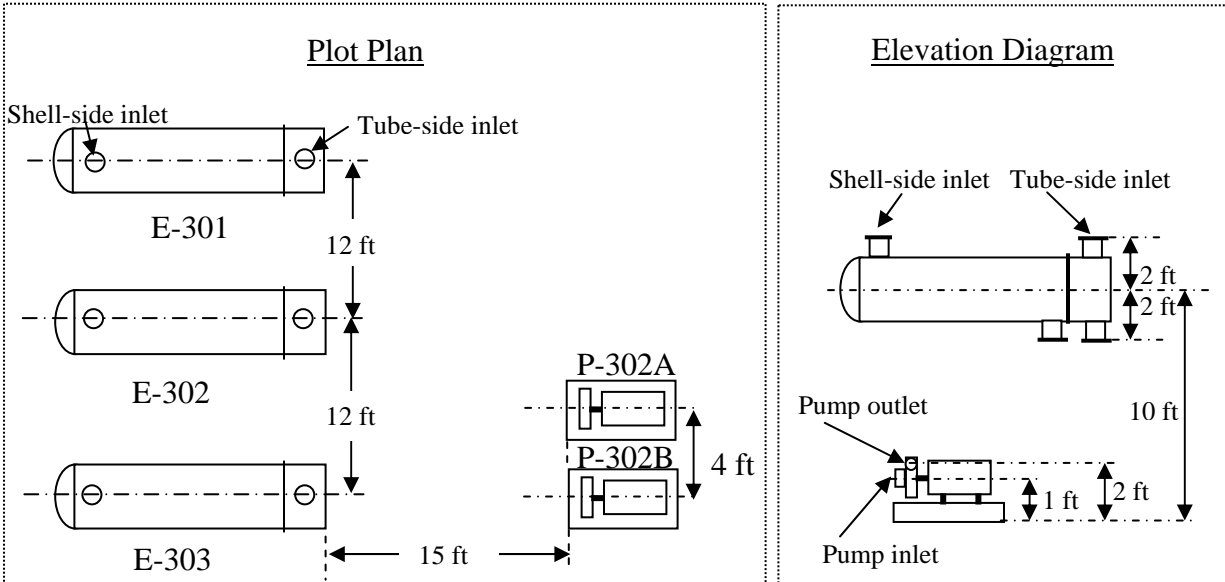 Plot Plan
Shell-side inlet
Tube-side inlet
E-301
12 ft
E-302
12 ft
P-302A
P-302B
4 ft
E-303
15 ft
Elevation Diagram
Shell-side inlet
Tube-side inlet
2 ft
2 ft
Pump outlet
10 ft
1 ft
2 ft
Pump inlet